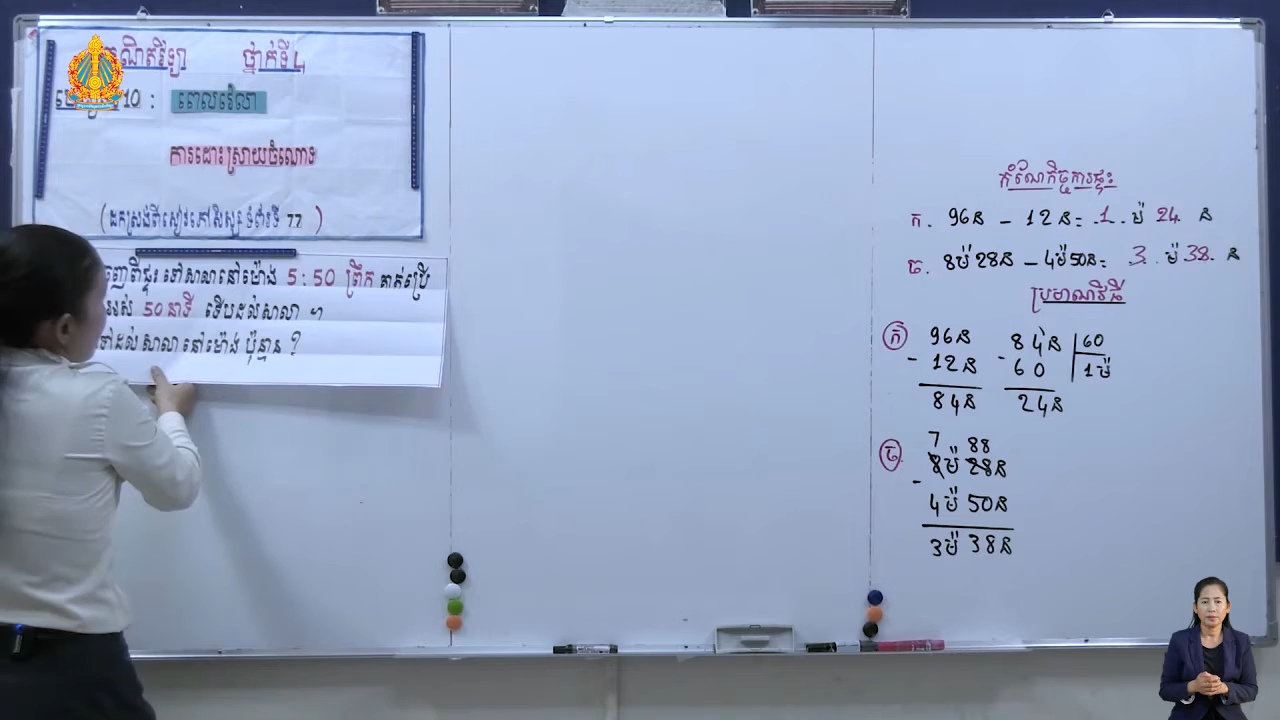 គណិតវិទ្យា ថ្នាក់ទី៤
10 : ពេលវេលា
ការដោះស្រាយចំណោទ
(ដកស្រង់ពីសៀវភៅសិស្ស ទំព័រទី 77 )
ចេញពីផ្ទះ ទៅសាលានៅម៉ោង 5:50 ព្រឹក គាត់ប្រើ
អស់ 50 នាទី ទើបដល់សាលា ។
ទៅដល់ សាលា នៅម៉ោង ប៉ុន្មាន ?
កំណែកិច្ចការផ្ទះ
ក. 96ន - 12ន = 1. ម៉ 24 ន
ច. 8ម៉ 28ន - 4ម៉ 50ន = 3. ម៉ 38. ន
ប្រមាណវិធី
ក 96ន 84ន 60
- 12ន - 60 1ម៉
84ន 24ន
7 88
ច 8ម៉ 28ន
- 4ម៉ 50ន
3ម៉ 38ន